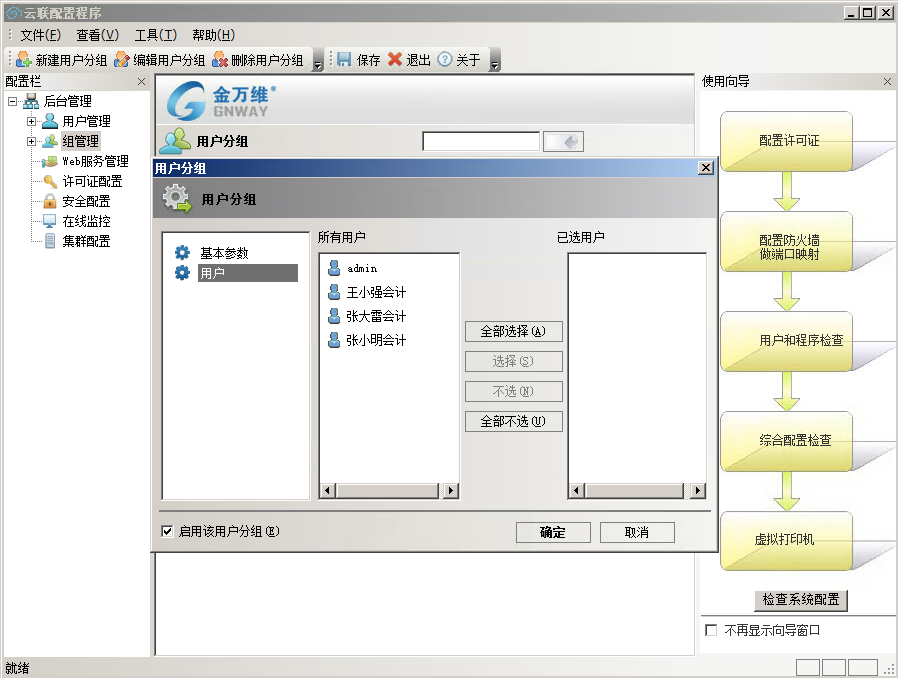 云联配置程序
文件(F) 查看(V) 工具(T) 帮助(H)
新建用户分组 编辑用户分组 删除用户分组 保存 退出 关于
配置栏
后台管理
用户管理
组管理
Web服务管理
许可证配置
安全配置
在线监控
集群配置
金万维®
GNWAY
用户分组
用户分组
用户分组
基本参数
用户
所有用户
admin
王小强会计
张大雷会计
张小明会计
全部选择(A)
选择(S)
不选(N)
全部不选(U)
已选用户
启用该用户分组(E)
确定
取消
使用向导
配置许可证
配置防火墙
做端口映射
用户和程序检查
综合配置检查
虚拟打印机
检查系统配置
不再显示向导窗口
就绪